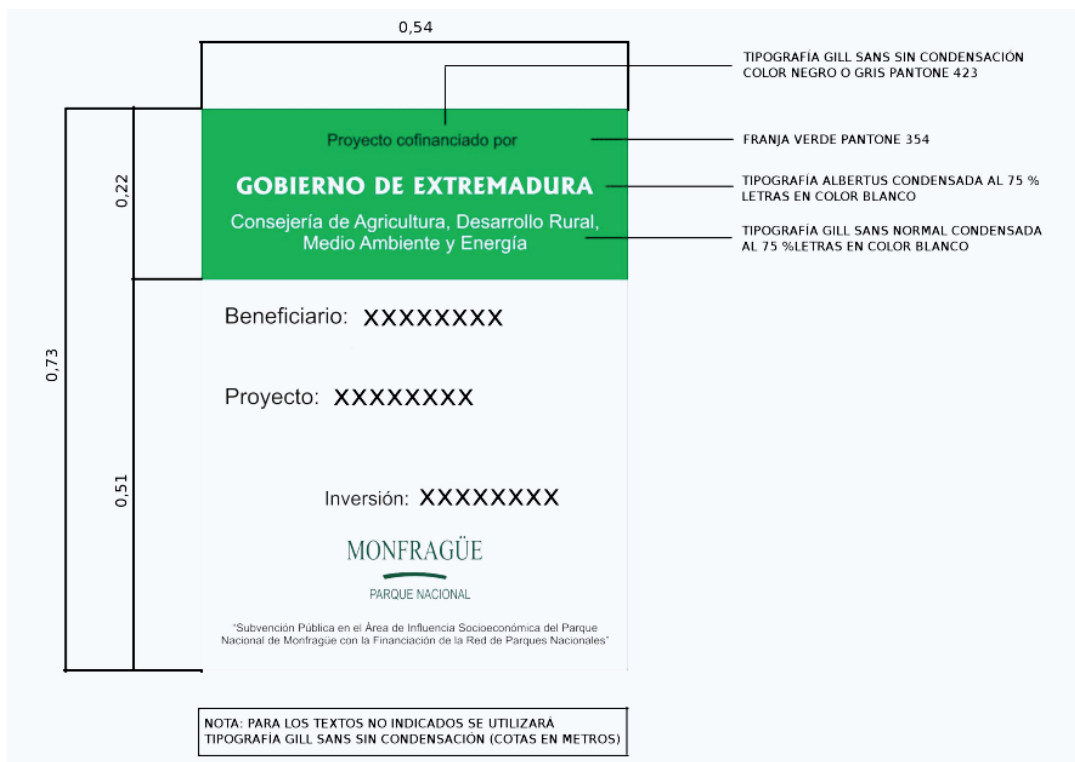 0,54
TIPOGRAFÍA GILL SANS SIN CONDENSACIÓN
COLOR NEGRO O GRIS PANTONE 423
Proyecto cofinanciado por
FRANJA VERDE PANTONE 354
0,22
GOBIERNO DE EXTREMADURA
TIPOGRAFÍA ALBERTUS CONDENSADA AL 75 %
LETRAS EN COLOR BLANCO
Consejería de Agricultura, Desarrollo Rural,
Medio Ambiente y Energía
TIPOGRAFÍA GILL SANS NORMAL CONDENSADA
AL 75 %LETRAS EN COLOR BLANCO
Beneficiario: XXXXXXXX
0,73
Proyecto: XXXXXXXX
0,51
Inversión: XXXXXXXX
MONFRAGÜE
PARQUE NACIONAL
"Subvención Pública en el Área de Influencia Socioeconómica del Parque
Nacional de Monfragüe con la Financiación de la Red de Parques Nacionales"
NOTA: PARA LOS TEXTOS NO INDICADOS SE UTILIZARÁ
TIPOGRAFÍA GILL SANS SIN CONDENSACIÓN (COTAS EN METROS)